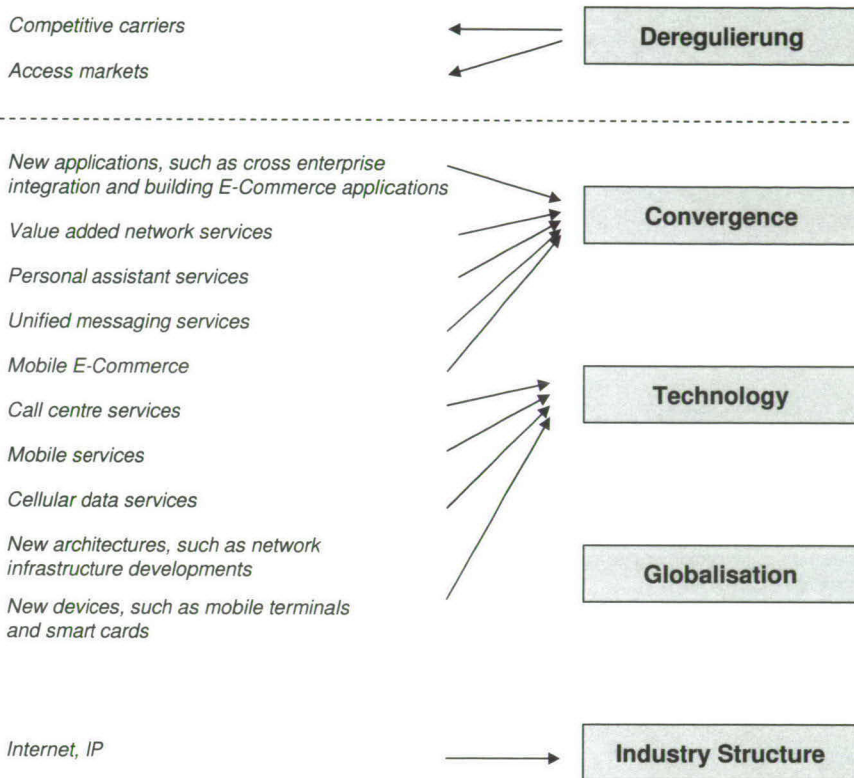 Competitive carriers
Deregulierung
Access markets
New applications, such as cross enterprise
integration and building E-Commerce applications
Convergence
Value added network services
Personal assistant services
Unified messaging services
Mobile E-Commerce
Technology
Call centre services
Mobile services
Cellular data services
New architectures, such as network
infrastructure developments
Globalisation
New devices, such as mobile terminals
and smart cards
Internet, IP
Industry Structure